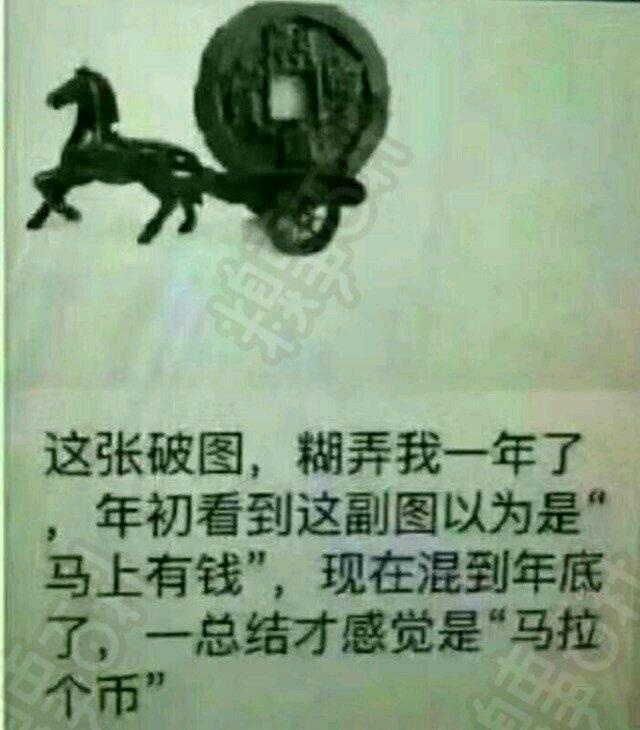 这张破图，糊弄我一年了
，年初看到这副图以为是“
马上有钱”，现在混到年底
了，一总结才感觉是“马拉
个币”